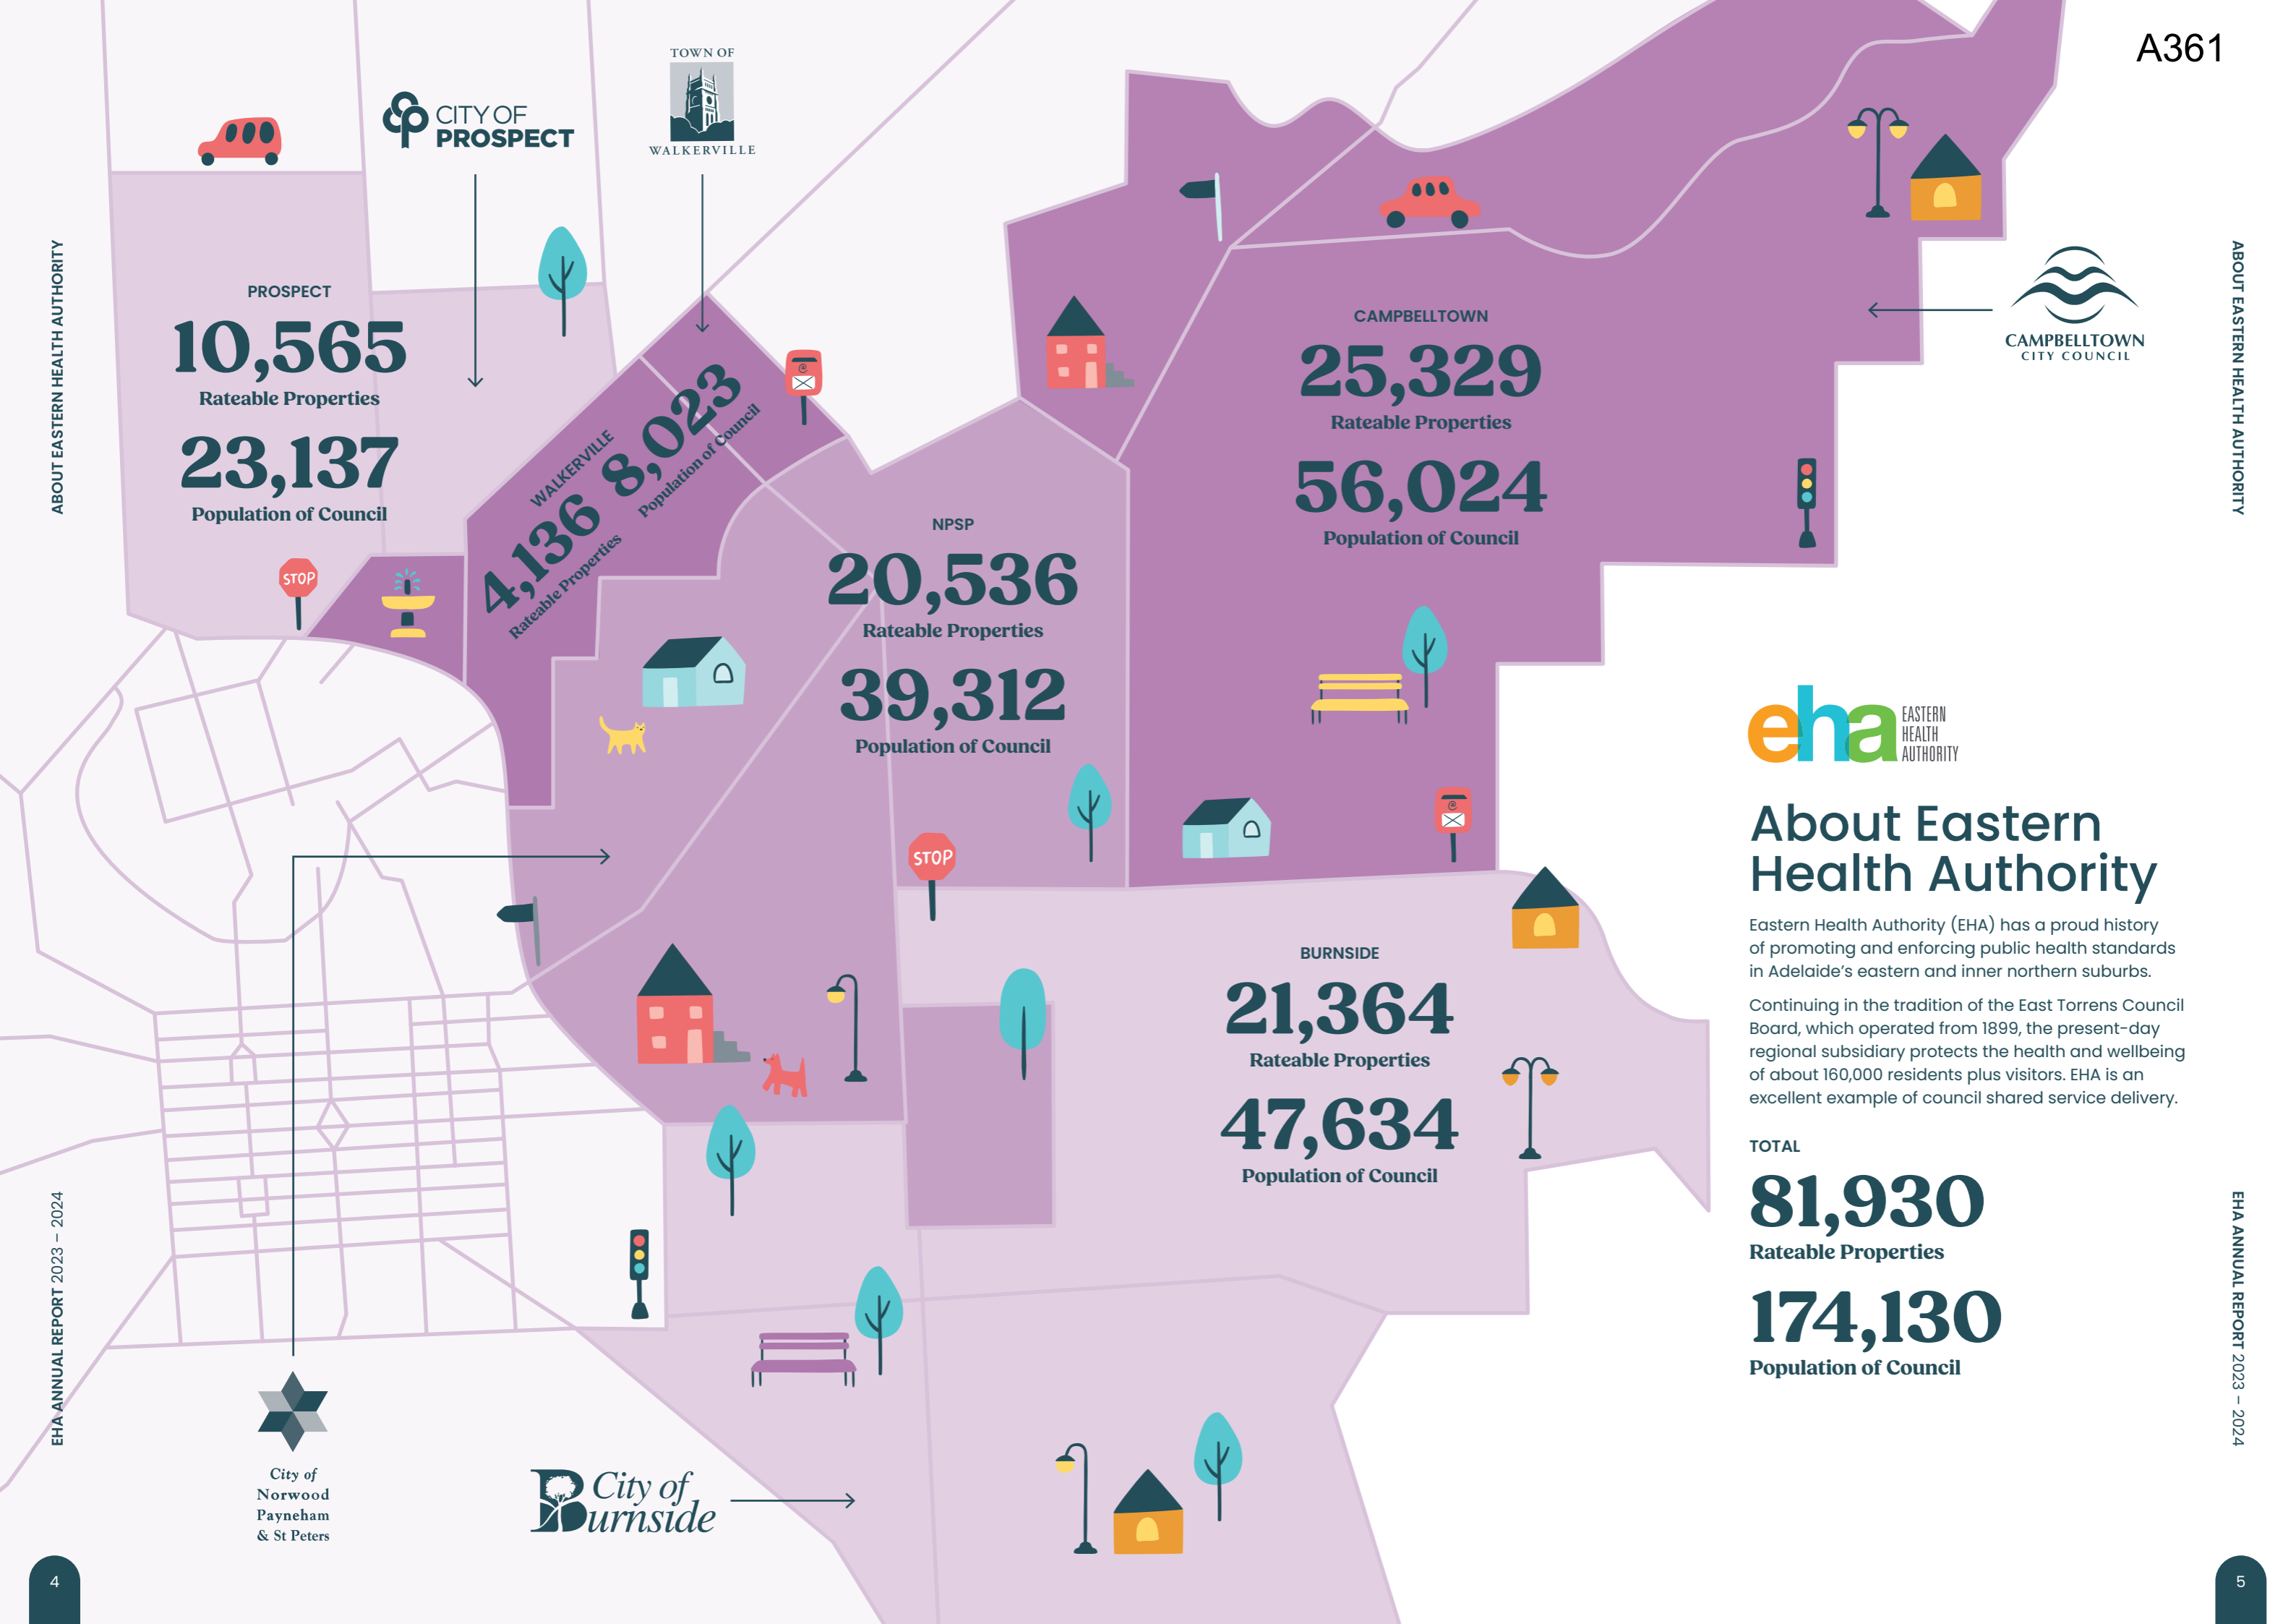 A361
ABOUT EASTERN HEALTH AUTHORITY
EHA ANNUAL REPORT 2023 – 2024
CITY OF
PROSPECT
TOWN OF
WALKERVILLE
PROSPECT
10,565
Rateable Properties
23,137
Population of Council
STOP
WALKERVILLE
4,136
Rateable Properties
8,023
Population of Council
NPSP
20,536
Rateable Properties
39,312
Population of Council
STOP
CAMPBELLTOWN
25,329
Rateable Properties
56,024
Population of Council
CAMPBELLTOWN
CITY COUNCIL
BURNSIDE
21,364
Rateable Properties
47,634
Population of Council
City of
Norwood
Payneham
& St Peters
City of
Burnside
4
eha
EASTERN
HEALTH
AUTHORITY
About Eastern
Health Authority
Eastern Health Authority (EHA) has a proud history
of promoting and enforcing public health standards
in Adelaide’s eastern and inner northern suburbs.
Continuing in the tradition of the East Torrens Council
Board, which operated from 1899, the present-day
regional subsidiary protects the health and wellbeing
of about 160,000 residents plus visitors. EHA is an
excellent example of council shared service delivery.
TOTAL
81,930
Rateable Properties
174,130
Population of Council
ABOUT EASTERN HEALTH AUTHORITY
EHA ANNUAL REPORT 2023 – 2024
5